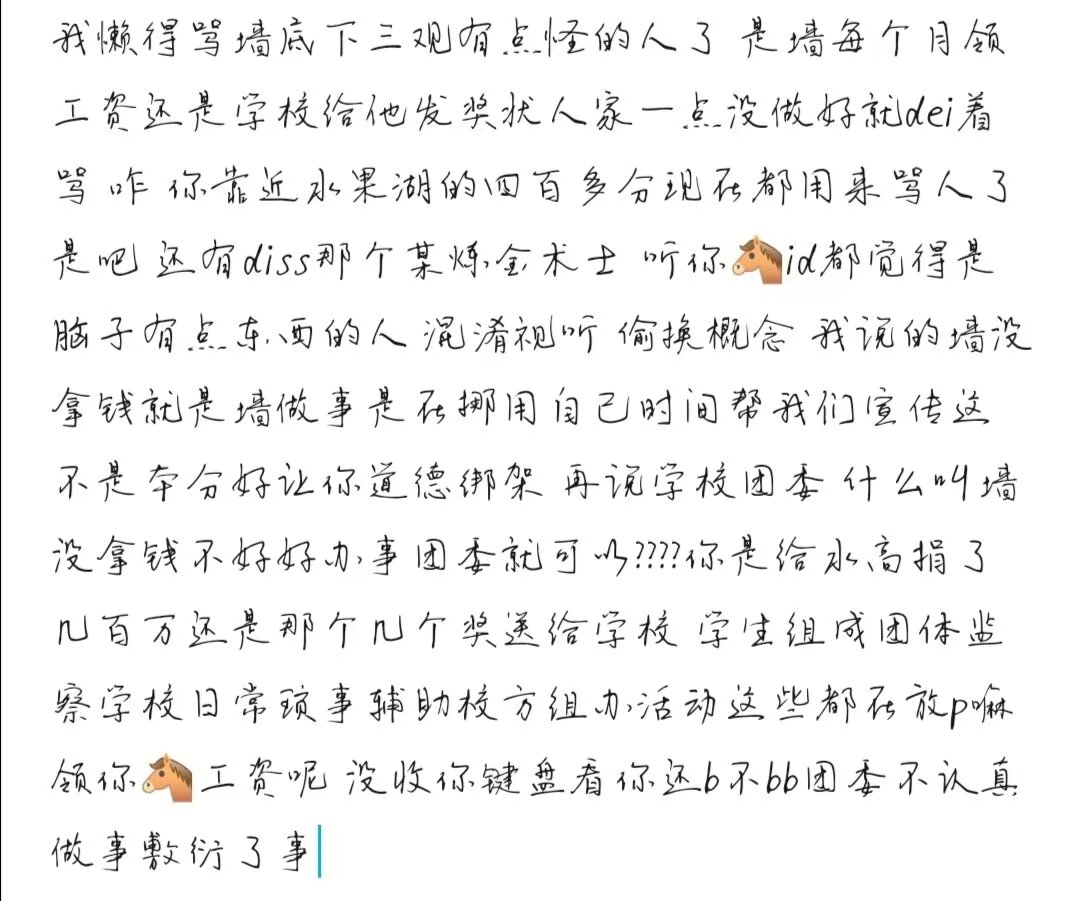 我懒得骂墙底下三观有点怪的人了 是墙每个月领
工资还是学校给他发奖状人家一点没做好就dei着
骂 咋 你靠近水果湖的四百多分现在都用来骂人了
是吧 还有diss那个某炼金术士 听你🐴id都觉得是
脑子有点东西的人 混淆视听 偷换概念 我说的墙没
拿钱就是墙做事是在挪用自己时间帮我们宣传这
不是本分好让你道德绑架 再说学校团委 什么叫墙
没拿钱不好好办事团委就可以????你是给水高捐了
几百万还是那个几个奖送给学校 学生组成团体监
察学校日常琐事辅助校方组办活动这些都在放p嘛
领你🐴工资呢 没收你键盘看你还b不bb团委不认真
做事敷衍了事